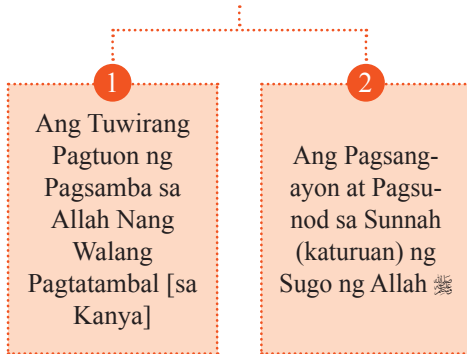 1
Ang Tuwirang
Pagtuon ng
Pagsamba sa
Allah Nang
Walang
Pagtatambal [sa
Kanya]
2
Ang Pagsang-
ayon at Pagsu-
nod sa Sunnah
(katuruan) ng
Sugo ng Allah ﷺ